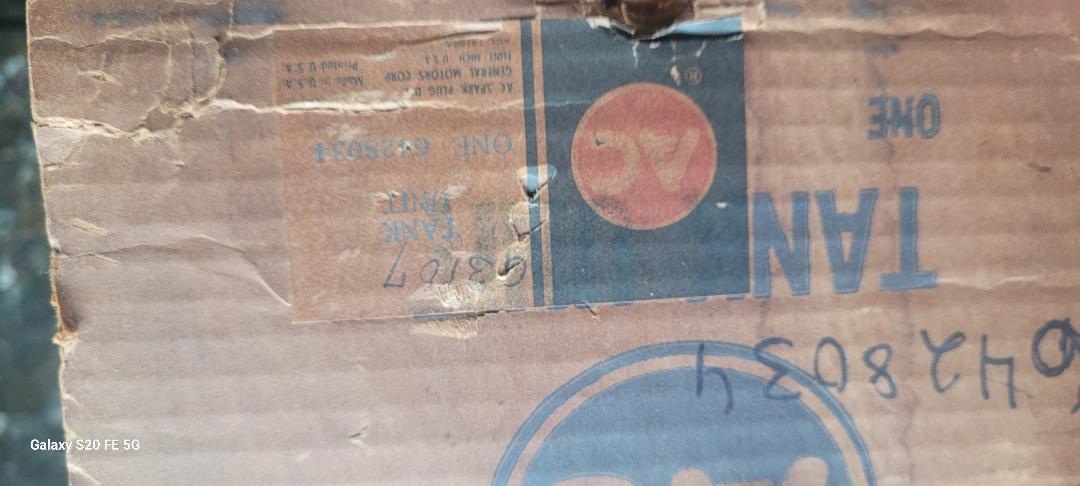 6428034
TAN
ONE
AC
®
G3107
TANK
UNIT
ONE 6428034
AC SPARK PLUG
GENERAL MOTORS CORP
FLINT MICH U.S.A.
Made in U.S.A.
Printed U.S.A.
Galaxy S20 FE 5G